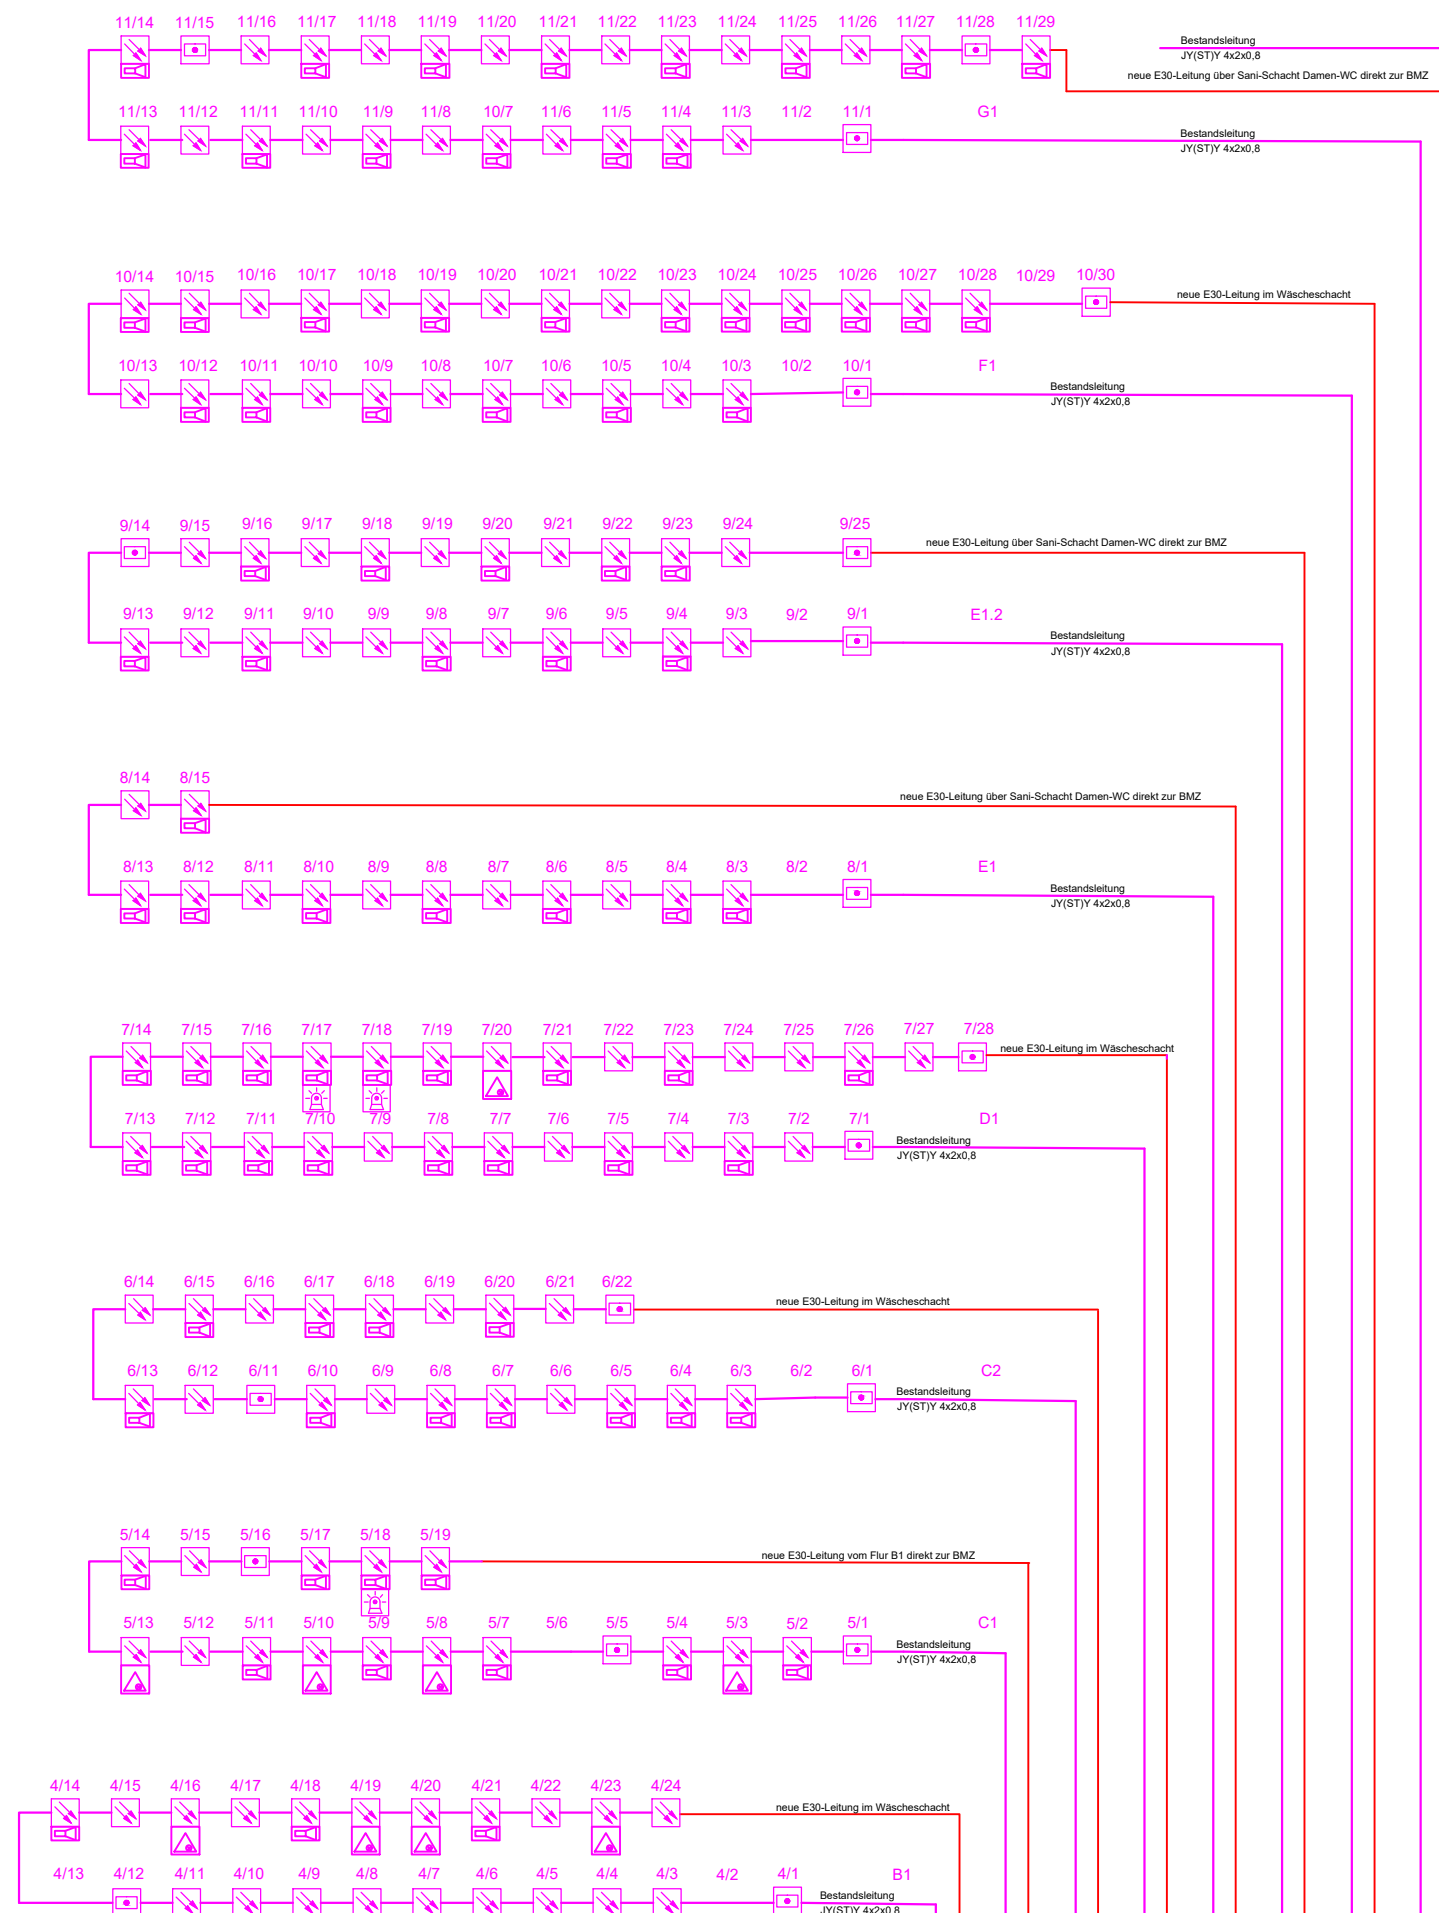 11/14 11/15 11/16 11/17 11/18 11/19 11/20 11/21 11/22 11/23 11/24 11/25 11/26 11/27 11/28 11/29
Bestandsleitung
JY(ST)Y 4x2x0,8
neue E30-Leitung über Sani-Schacht Damen-WC direkt zur BMZ
11/13 11/12 11/11 11/10 11/9 11/8 10/7 11/6 11/5 11/4 11/3 11/2 11/1 G1
Bestandsleitung
JY(ST)Y 4x2x0,8
10/14 10/15 10/16 10/17 10/18 10/19 10/20 10/21 10/22 10/23 10/24 10/25 10/26 10/27 10/28 10/29 10/30
neue E30-Leitung im Wäscheschacht
10/13 10/12 10/11 10/10 10/9 10/8 10/7 10/6 10/5 10/4 10/3 10/2 10/1 F1
Bestandsleitung
JY(ST)Y 4x2x0,8
9/14 9/15 9/16 9/17 9/18 9/19 9/20 9/21 9/22 9/23 9/24 9/25
neue E30-Leitung über Sani-Schacht Damen-WC direkt zur BMZ
9/13 9/12 9/11 9/10 9/9 9/8 9/7 9/6 9/5 9/4 9/3 9/2 9/1 E1.2
Bestandsleitung
JY(ST)Y 4x2x0,8
8/14 8/15
neue E30-Leitung über Sani-Schacht Damen-WC direkt zur BMZ
8/13 8/12 8/11 8/10 8/9 8/8 8/7 8/6 8/5 8/4 8/3 8/2 8/1 E1
Bestandsleitung
JY(ST)Y 4x2x0,8
7/14 7/15 7/16 7/17 7/18 7/19 7/20 7/21 7/22 7/23 7/24 7/25 7/26 7/27 7/28
neue E30-Leitung im Wäscheschacht
7/13 7/12 7/11 7/10 7/9 7/8 7/7 7/6 7/5 7/4 7/3 7/2 7/1 D1
Bestandsleitung
JY(ST)Y 4x2x0,8
6/14 6/15 6/16 6/17 6/18 6/19 6/20 6/21 6/22
neue E30-Leitung im Wäscheschacht
6/13 6/12 6/11 6/10 6/9 6/8 6/7 6/6 6/5 6/4 6/3 6/2 6/1 C2
Bestandsleitung
JY(ST)Y 4x2x0,8
5/14 5/15 5/16 5/17 5/18 5/19
neue E30-Leitung vom Flur B1 direkt zur BMZ
5/13 5/12 5/11 5/10 5/9 5/8 5/7 5/6 5/5 5/4 5/3 5/2 5/1 C1
Bestandsleitung
JY(ST)Y 4x2x0,8
4/14 4/15 4/16 4/17 4/18 4/19 4/20 4/21 4/22 4/23 4/24
neue E30-Leitung im Wäscheschacht
4/13 4/12 4/11 4/10 4/9 4/8 4/7 4/6 4/5 4/4 4/3 4/2 4/1 B1
Bestandsleitung
JY(ST)Y 4x2x0,8